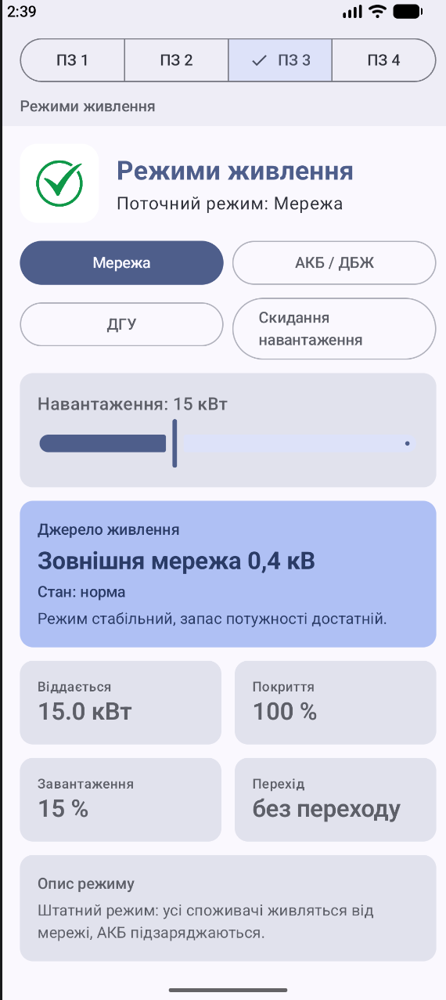 2:39
ПЗ 1
ПЗ 2
ПЗ 3
ПЗ 4
Режими живлення
Режими живлення
Поточний режим: Мережа
Мережа
АКБ / ДБЖ
ДГУ
Скидання
навантаження
Навантаження: 15 кВт
Джерело живлення
Зовнішня мережа 0,4 кВ
Стан: норма
Режим стабільний, запас потужності достатній.
Віддається
15.0 кВт
Покриття
100 %
Завантаження
15 %
Перехід
без переходу
Опис режиму
Штатний режим: усі споживачі живляться від
мережі, АКБ підзаряджаються.